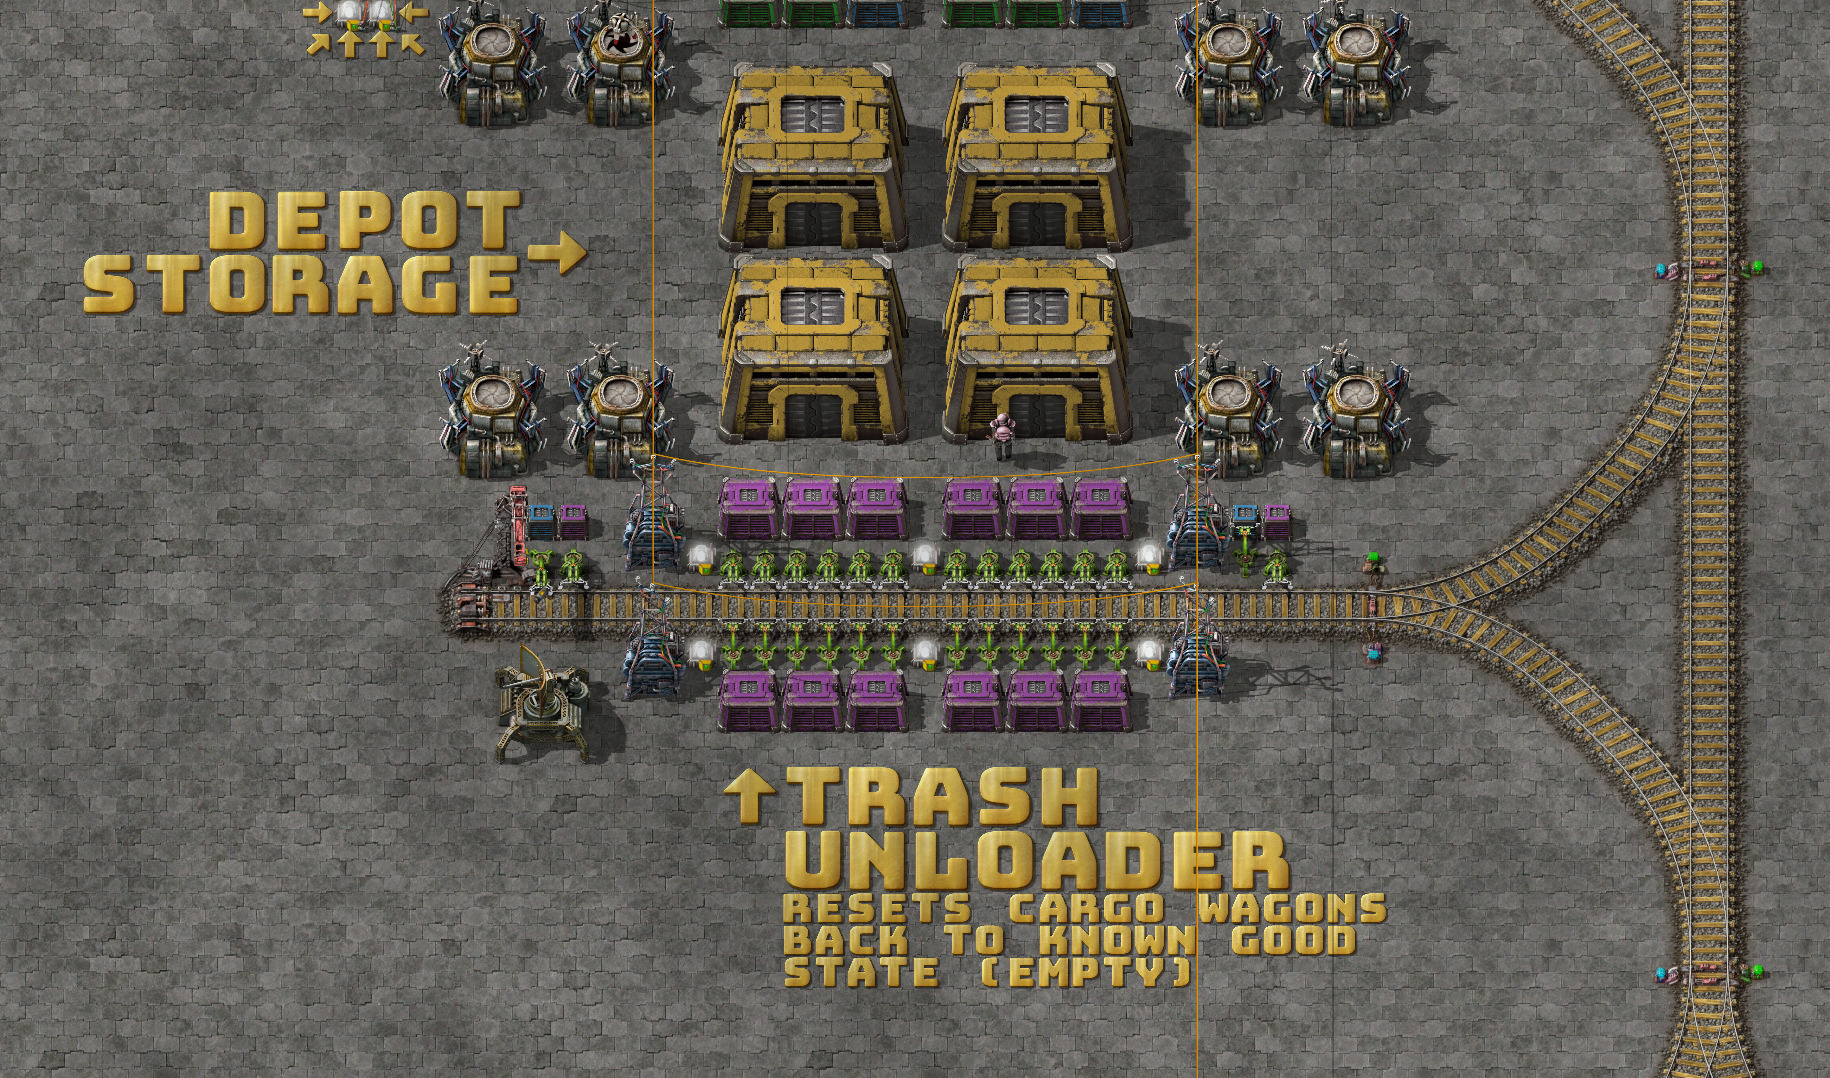 DEPOT
STORAGE
TRASH
UNLOADER
RESETS CARGO WAGONS
BACK TO KNOWN GOOD
STATE (EMPTY)